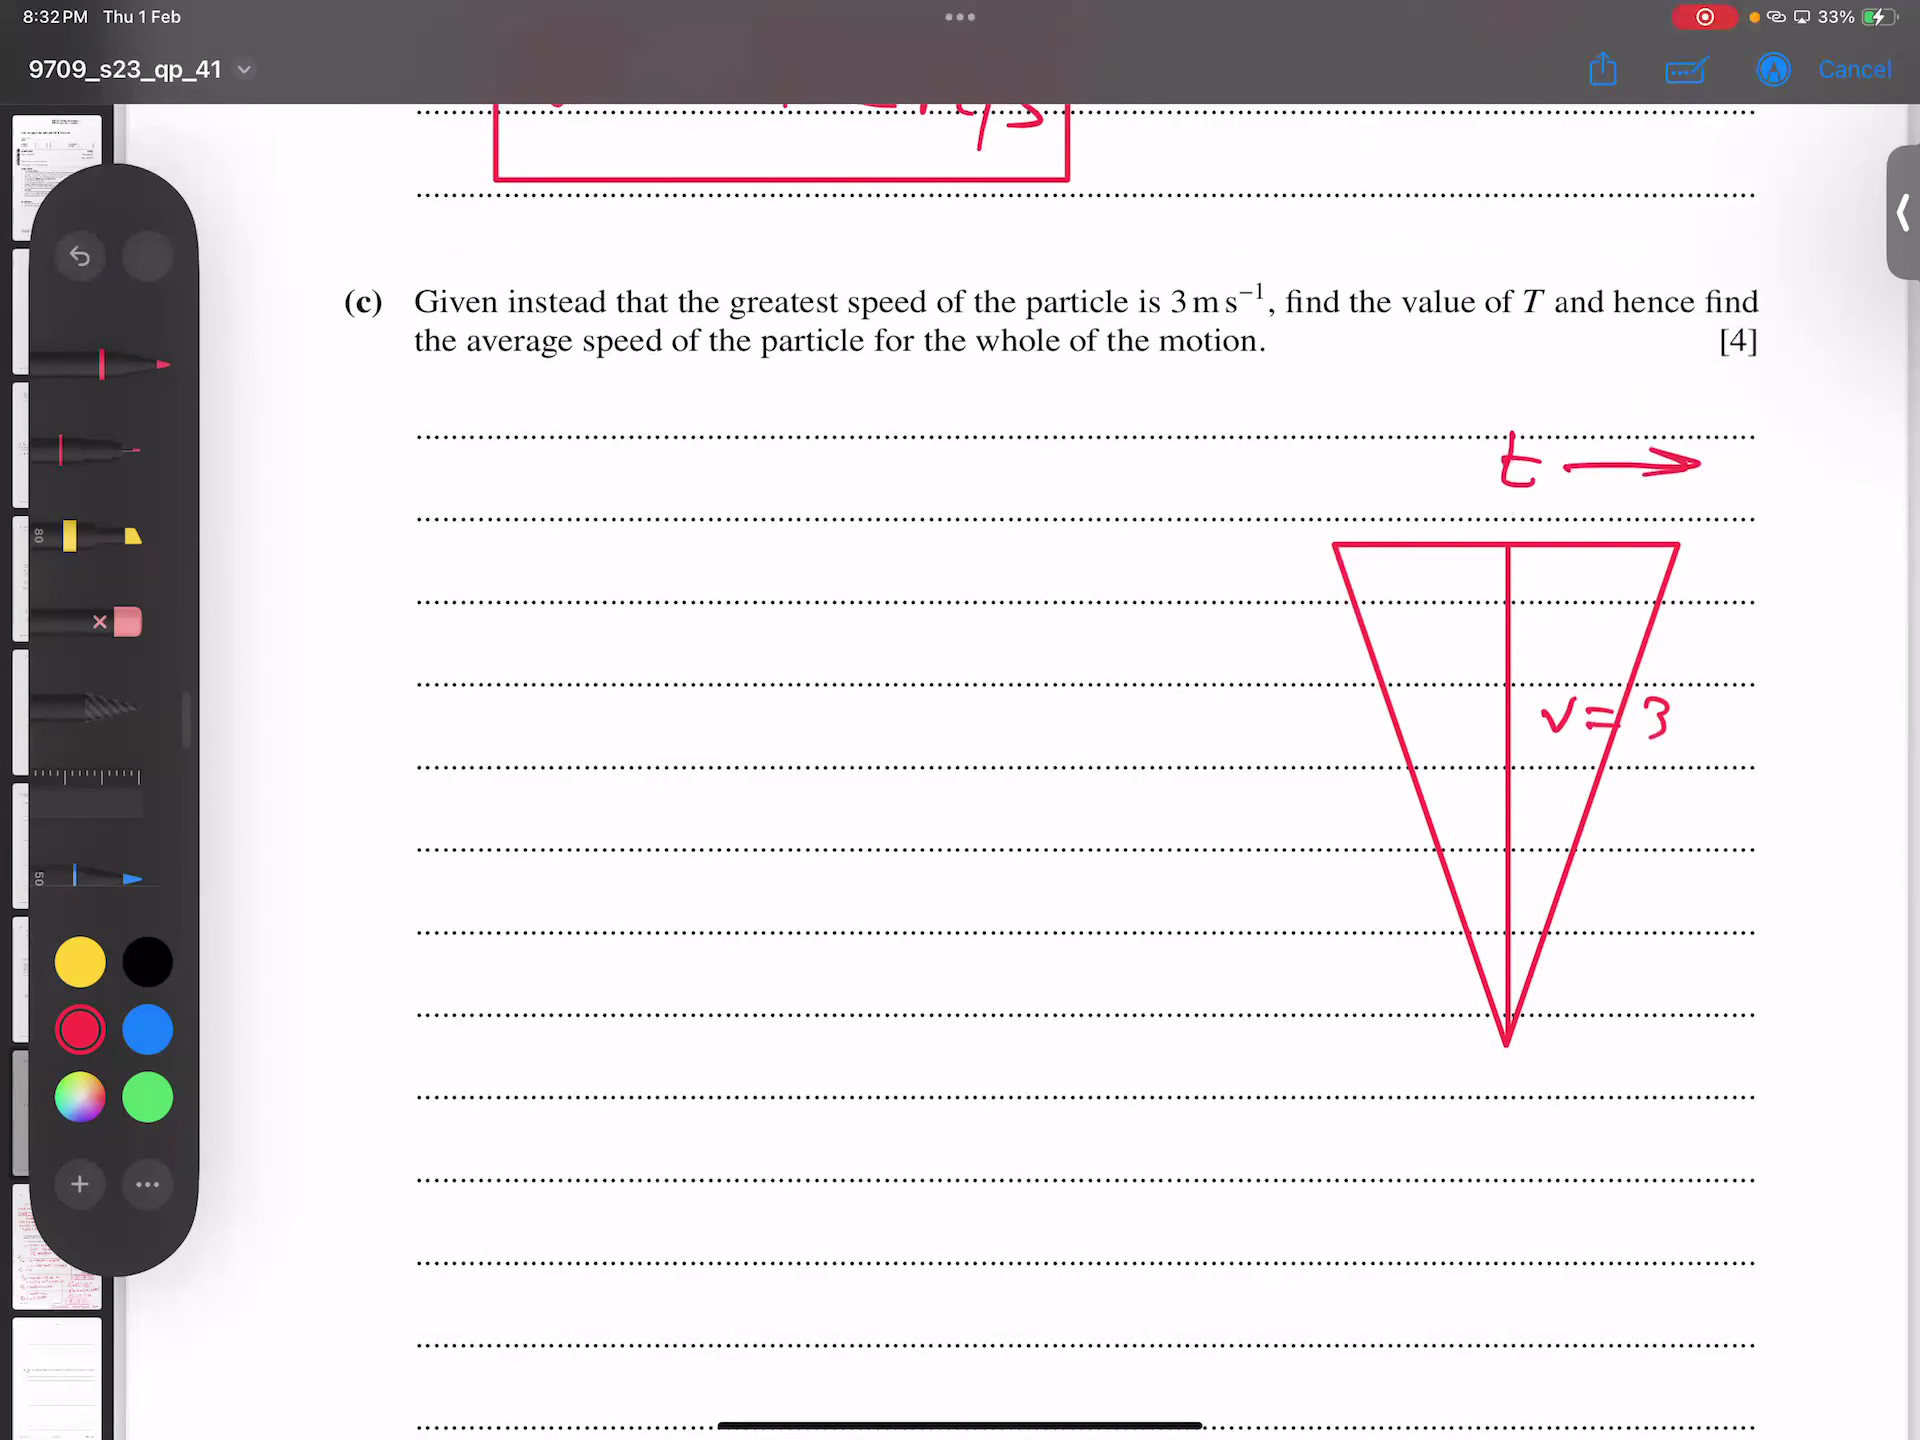 8:32 PM Thu 1 Feb
33%
9709_s23_qp_41
Cancel
(c) Given instead that the greatest speed of the particle is 3 m s⁻¹, find the value of T and hence find
the average speed of the particle for the whole of the motion. [4]
t →
v = 3
80
50